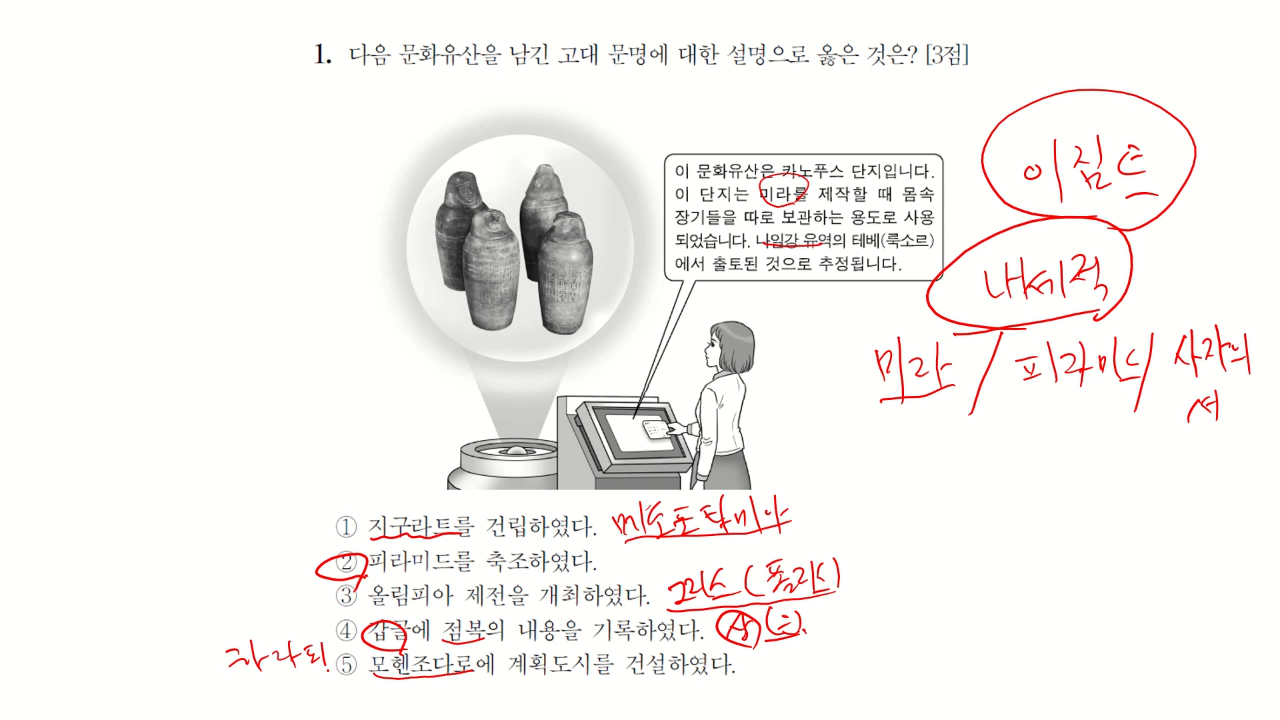 1. 다음 문화유산을 남긴 고대 문명에 대한 설명으로 옳은 것은? [3점]
이 문화유산은 카노푸스 단지입니다.
이 단지는 미라를 제작할 때 몸속
장기들을 따로 보관하는 용도로 사용
되었습니다. 나일강 유역의 테베(룩소르)
에서 출토된 것으로 추정됩니다.
이집트
내세적
미라 / 피라미드 / 사자의
서
① 지구라트를 건립하였다. 메소포타미아
② 피라미드를 축조하였다.
③ 올림피아 제전을 개최하였다. 그리스(폴리스)
④ 갑골에 점복의 내용을 기록하였다. 상(은).
하라파! ⑤ 모헨조다로에 계획도시를 건설하였다.